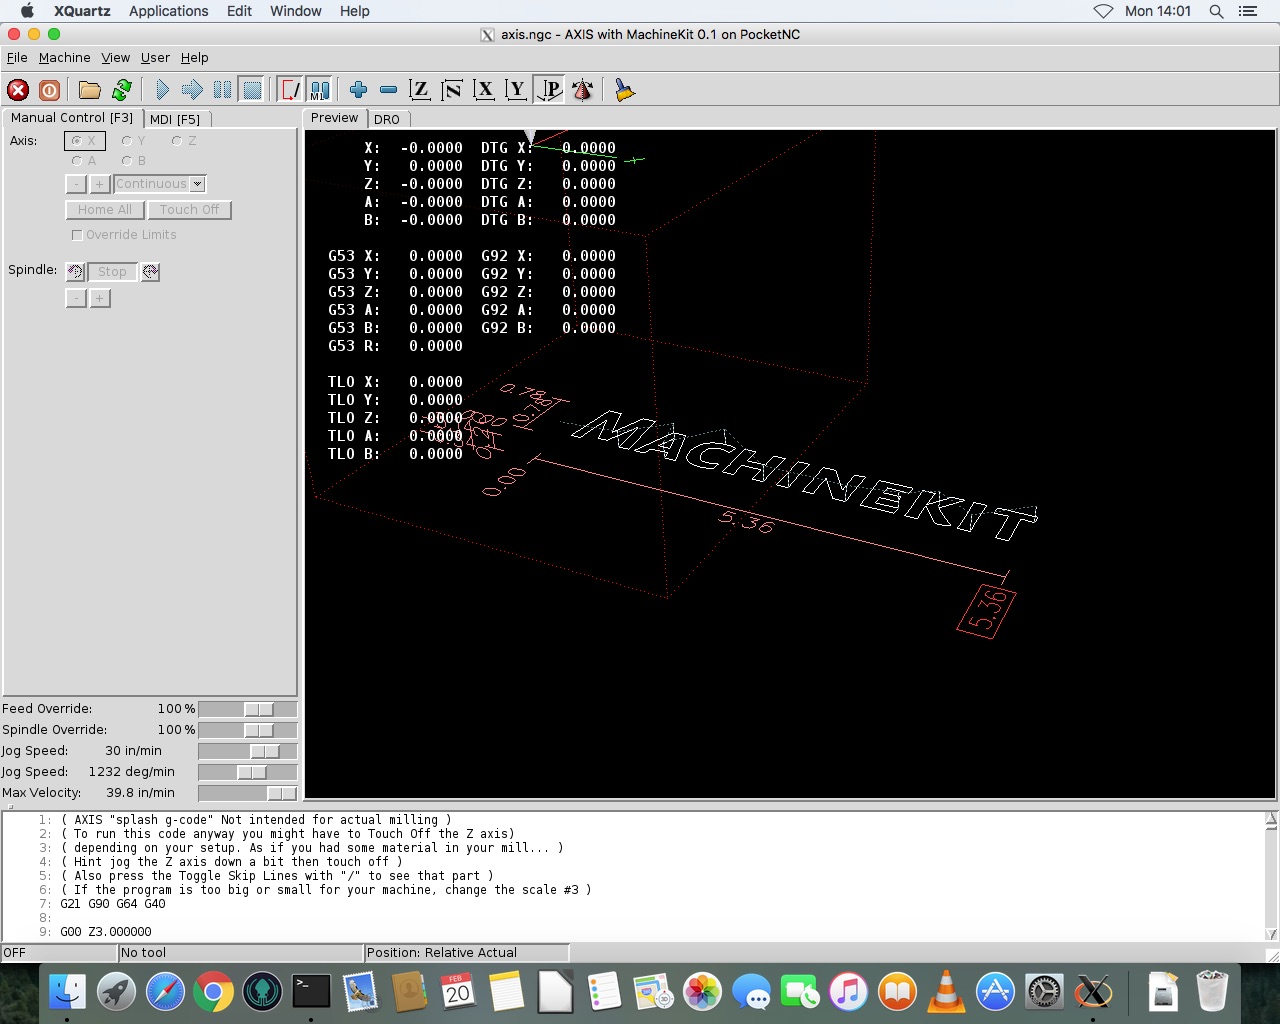 XQuartz Applications Edit Window Help Mon 14:01
axis.ngc - AXIS with MachineKit 0.1 on PocketNC
File Machine View User Help
Z N X Y P
Manual Control [F3] MDI [F5] Preview DRO
Axis: X Y Z
A B
- + Continuous
Home All Touch Off
Override Limits
Spindle: Stop
- +
X: -0.0000 DTG X: 0.0000
Y: 0.0000 DTG Y: 0.0000
Z: -0.0000 DTG Z: 0.0000
A: -0.0000 DTG A: 0.0000
B: -0.0000 DTG B: 0.0000
G53 X: 0.0000 G92 X: 0.0000
G53 Y: 0.0000 G92 Y: 0.0000
G53 Z: 0.0000 G92 Z: 0.0000
G53 A: 0.0000 G92 A: 0.0000
G53 B: 0.0000 G92 B: 0.0000
G53 R: 0.0000
TLO X: 0.0000
TLO Y: 0.0000
TLO Z: 0.0000
TLO A: 0.0000
TLO B: 0.0000
0.78
MACHINEKIT
0.00
5.36
5.36
Feed Override: 100 %
Spindle Override: 100 %
Jog Speed: 30 in/min
Jog Speed: 1232 deg/min
Max Velocity: 39.8 in/min
1: ( AXIS "splash g-code" Not intended for actual milling )
2: ( To run this code anyway you might have to Touch Off the Z axis)
3: ( depending on your setup. As if you had some material in your mill... )
4: ( Hint jog the Z axis down a bit then touch off )
5: ( Also press the Toggle Skip Lines with "/" to see that part )
6: ( If the program is too big or small for your machine, change the scale #3 )
7: G21 G90 G64 G40
8:
9: G00 Z3.000000
OFF No tool Position: Relative Actual
FEB
20